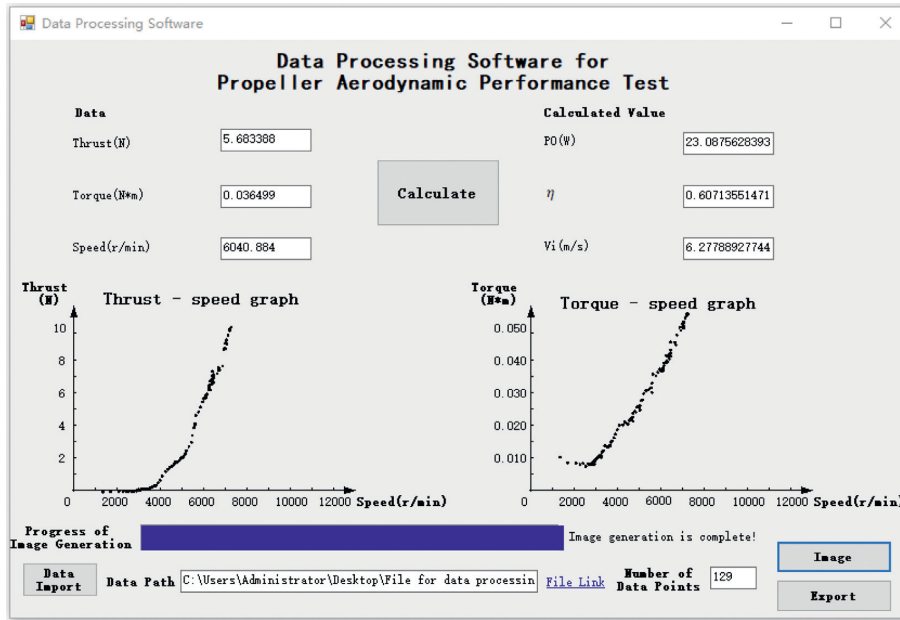 Data Processing Software
Data Processing Software for
Propeller Aerodynamic Performance Test
Data
Calculated Value
Thrust(N)
5.683388
PO(W)
23.0875628393
Calculate
Torque(N*m)
0.036499
η
0.60713551471
Speed(r/min)
6040.884
Vi(m/s)
6.27788927744
Thrust
(N)
Thrust - speed graph
10
8
6
4
2
0
2000
4000
6000
8000
10000
12000
Speed(r/min)
Torque
(N*m)
Torque - speed graph
0.050
0.040
0.030
0.020
0.010
0
2000
4000
6000
8000
10000
12000
Speed(r/min)
Progress of
Image Generation
Image generation is complete!
Image
Data
Import
Data Path
C:\Users\Administrator\Desktop\File for data processin
File Link
Number of
Data Points
129
Export